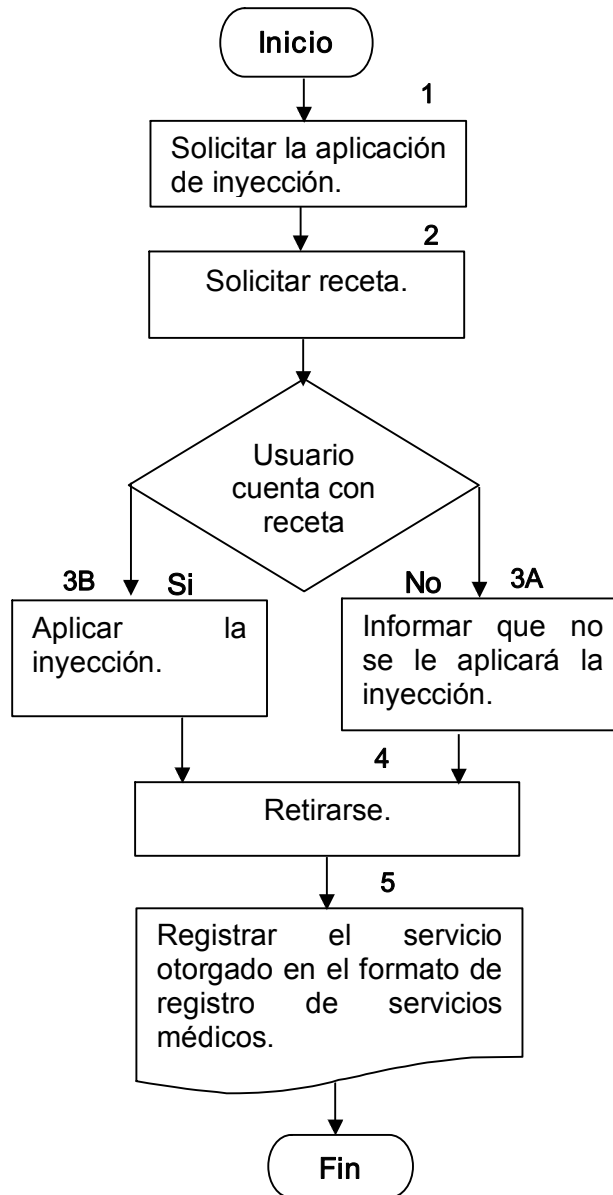 Inicio
1
Solicitar la aplicación
de inyección.
2
Solicitar receta.
Usuario
cuenta con
receta
3B
Si
No
3A
Aplicar la
inyección.
Informar que no
se le aplicará la
inyección.
4
Retirarse.
5
Registrar el servicio
otorgado en el formato de
registro de servicios
médicos.
Fin